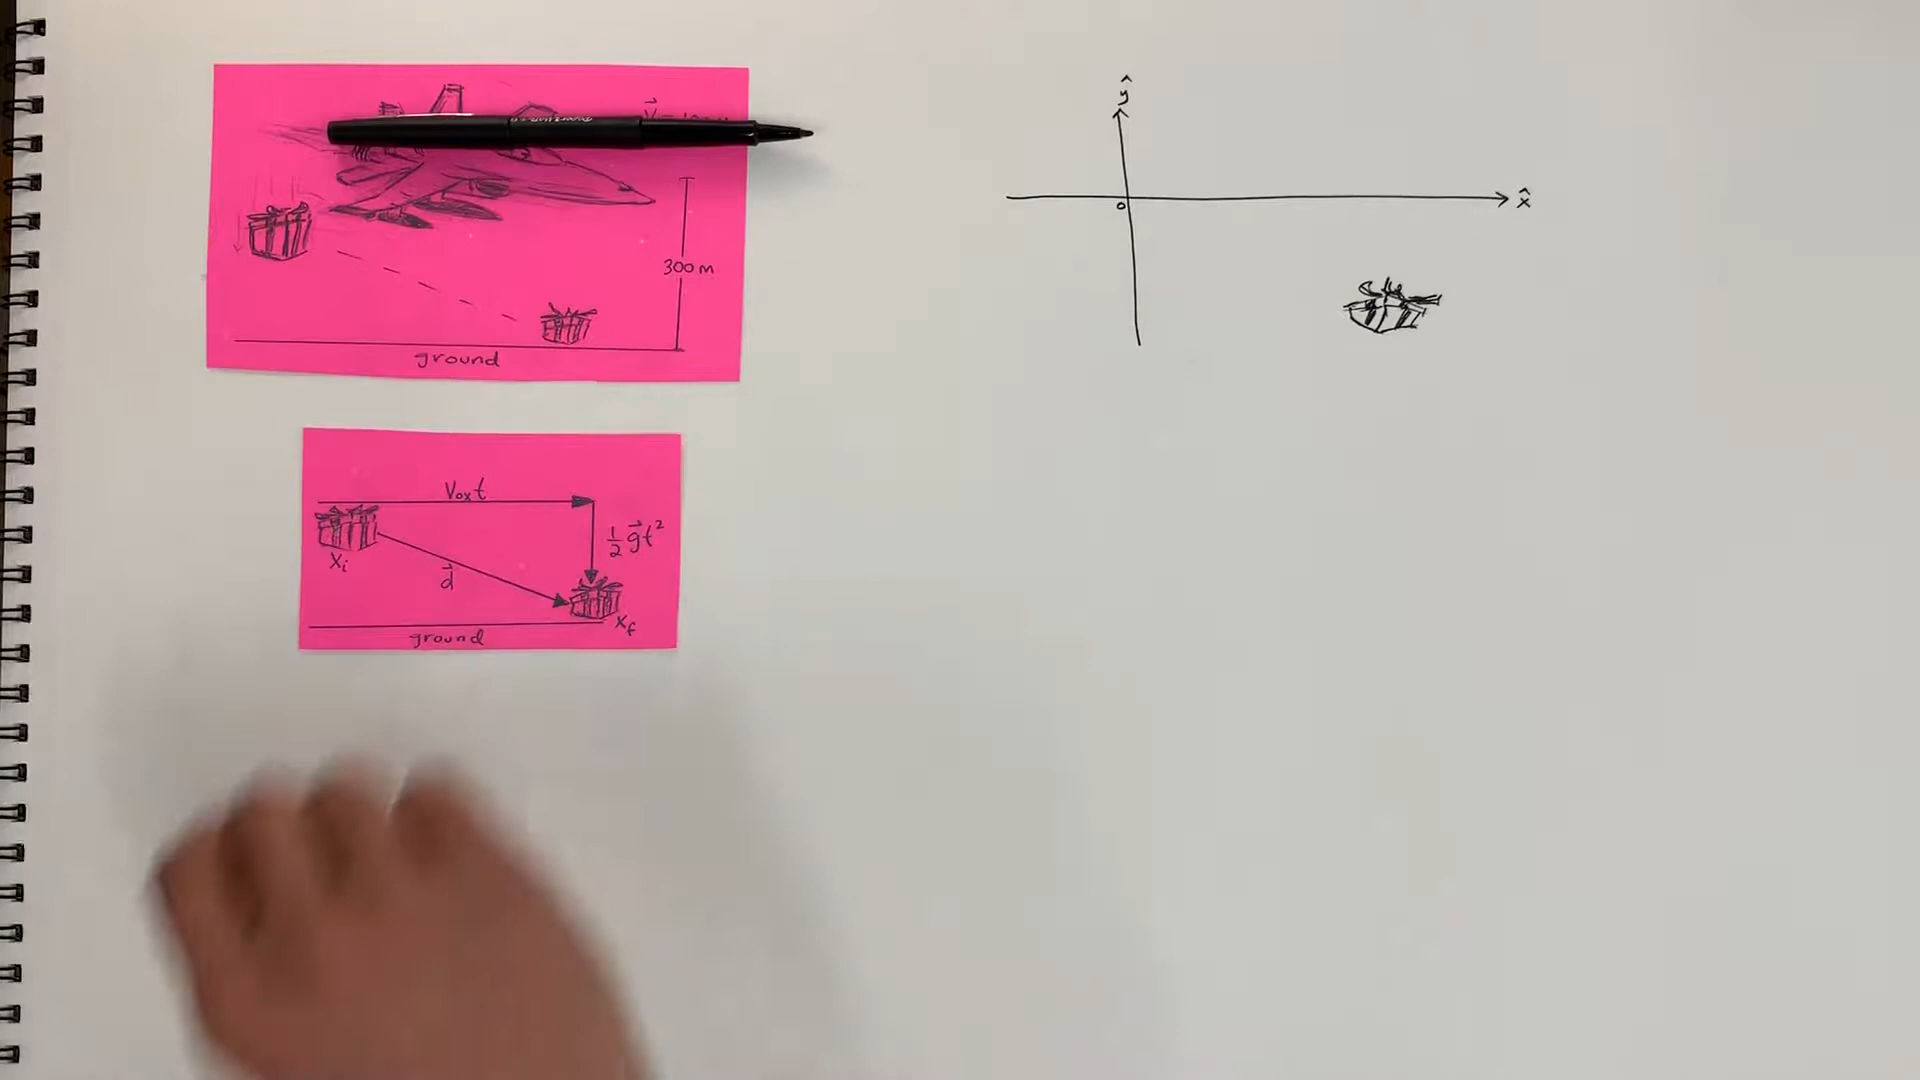 300 m
ground
V₀ₓt
½ g⃗t²
xᵢ
d⃗
x_f
ground
ŷ
0
x̂